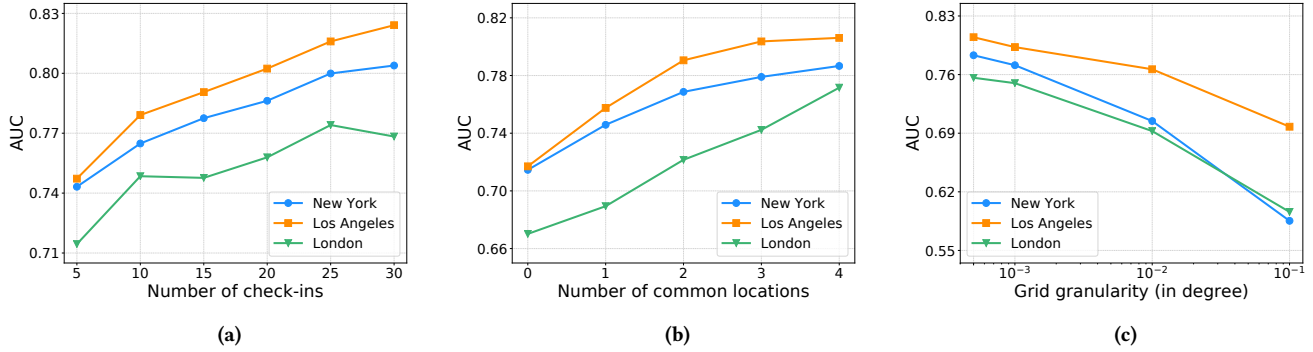 0.83
0.80
0.77
0.74
0.71
AUC
5
10
15
20
25
30
Number of check-ins
New York
Los Angeles
London
(a)
0.82
0.78
0.74
0.70
0.66
AUC
0
1
2
3
4
Number of common locations
New York
Los Angeles
London
(b)
0.83
0.76
0.69
0.62
0.55
AUC
10⁻³
10⁻²
10⁻¹
Grid granularity (in degree)
New York
Los Angeles
London
(c)